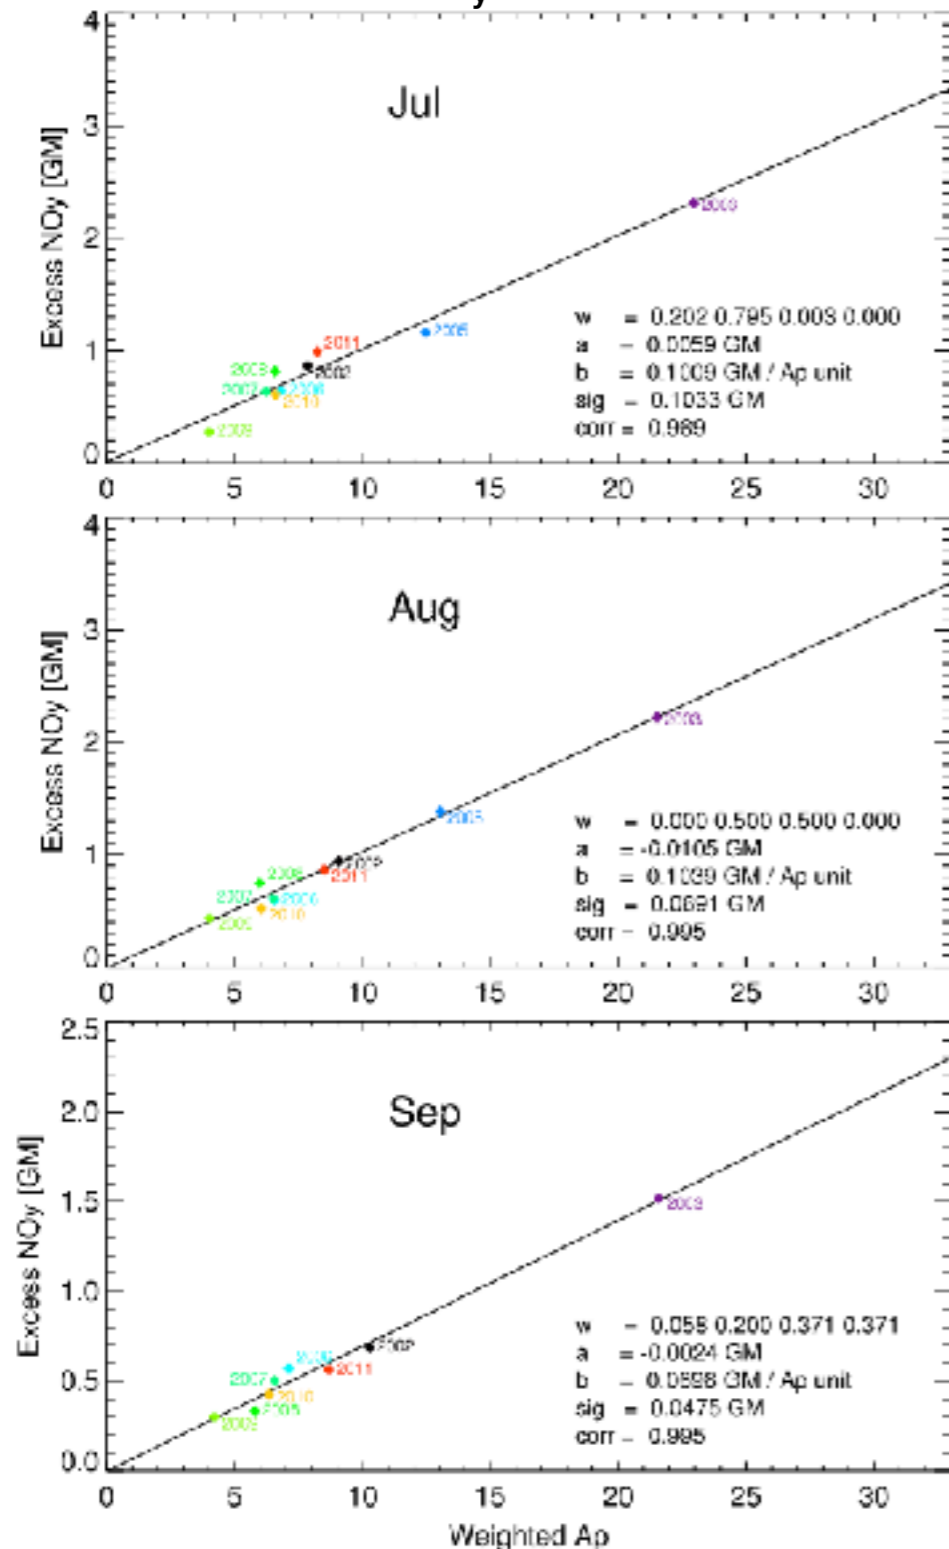 y
Jul
Excess NOy [GM]
4
3
2
1
0
2003
2005
2011
2002
2010
w = 0.202 0.795 0.003 0.000
a = 0.0059 GM
b = 0.1009 GM / Ap unit
sig = 0.1033 GM
corr = 0.989
0 5 10 15 20 25 30
Aug
Excess NOy [GM]
4
3
2
1
0
2003
2002
2011
2007
2006
2010
w = 0.000 0.500 0.500 0.000
a = -0.0105 GM
b = 0.1039 GM / Ap unit
sig = 0.0691 GM
corr = 0.995
0 5 10 15 20 25 30
Sep
Excess NOy [GM]
2.5
2.0
1.5
1.0
0.5
0.0
2003
2002
2011
2007
2010
w = 0.058 0.200 0.371 0.371
a = -0.0024 GM
b = 0.0698 GM / Ap unit
sig = 0.0475 GM
corr = 0.995
0 5 10 15 20 25 30
Weighted Ap